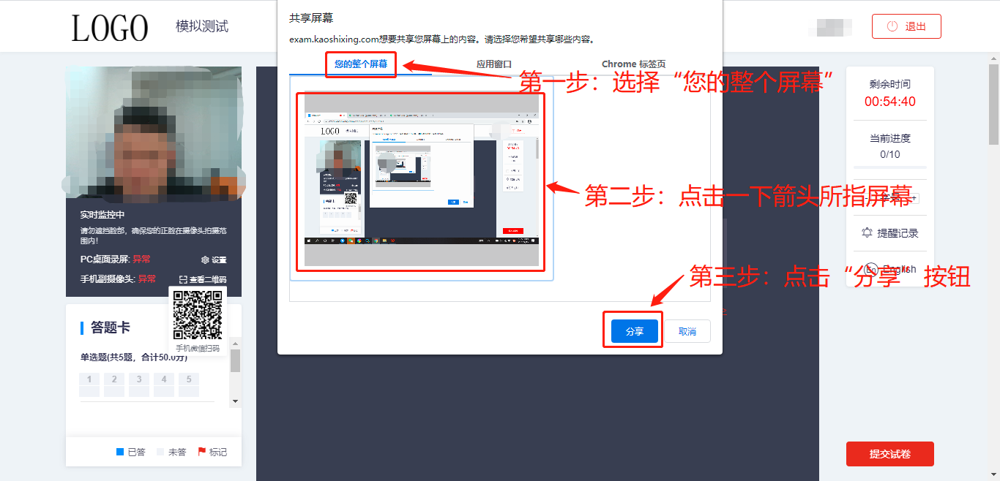 LOGO
模拟测试
退出
共享屏幕
exam.kaoshixing.com想要共享您屏幕上的内容。请选择您希望共享哪些内容。
您的整个屏幕
应用窗口
Chrome 标签页
第一步：选择“您的整个屏幕”
第二步：点击一下箭头所指屏幕
第三步：点击“分享”按钮
分享
取消
实时监控中
请勿遮挡脸部，确保您的正脸在摄像头拍摄范
围内！
PC桌面录屏: 异常
设置
手机副摄像头: 异常
查看二维码
手机微信扫码
答题卡
单选题(共5题，合计50.0分)
1 2 3 4 5
已答
未答
标记
剩余时间
00:54:40
当前进度
0/10
提醒记录
En English
提交试卷